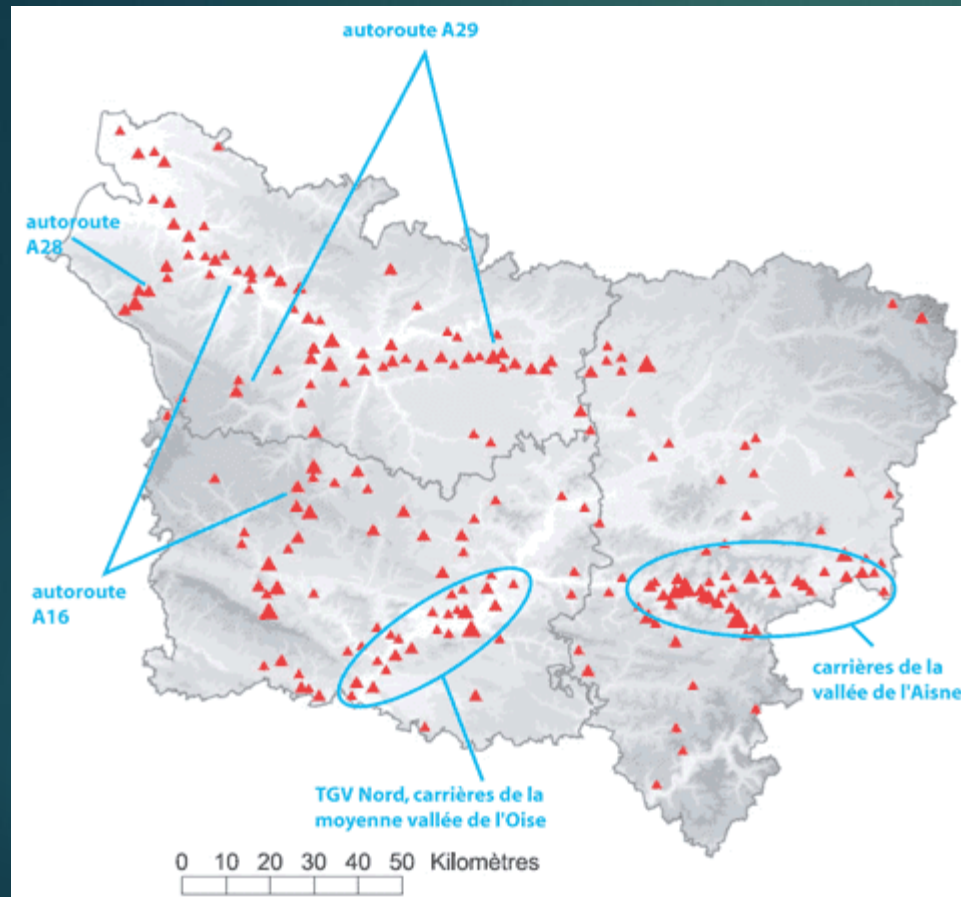 autoroute A29
autoroute
A28
autoroute
A16
carrières de la
vallée de l'Aisne
TGV Nord, carrières de la
moyenne vallée de l'Oise
0 10 20 30 40 50 Kilomètres